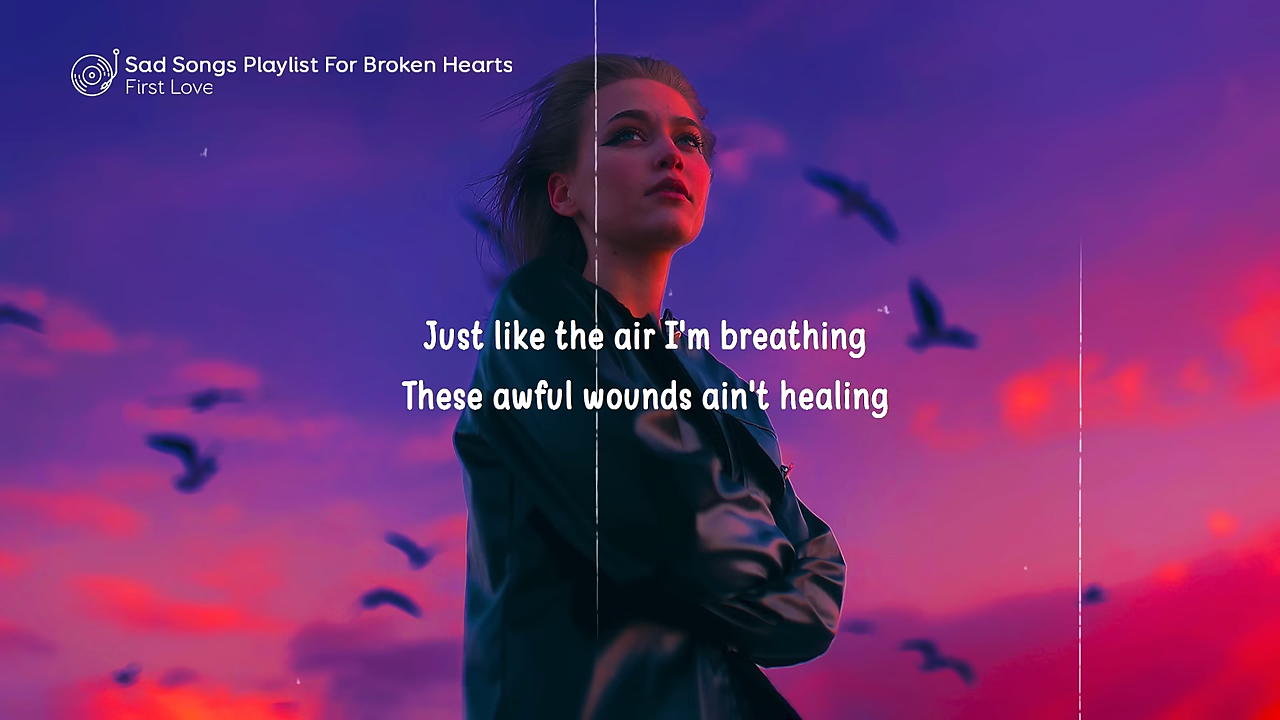 Sad Songs Playlist For Broken Hearts
First Love
Just like the air I'm breathing
These awful wounds ain't healing